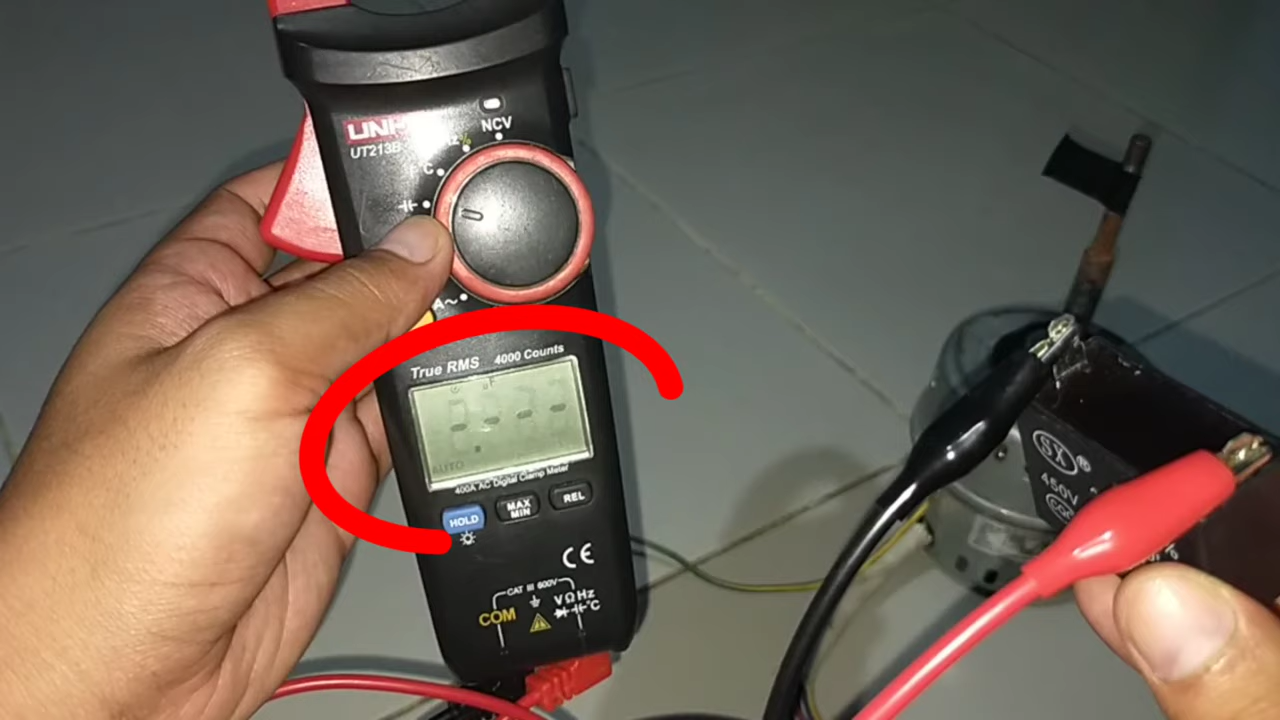 NCV
UT213B
°C
A~
True RMS 4000 Counts
AUTO
400A AC Digital Clamp Meter
HOLD
MAX
MIN
REL
CE
CAT III 600V
COM
VΩHz
°C
SX®
450V